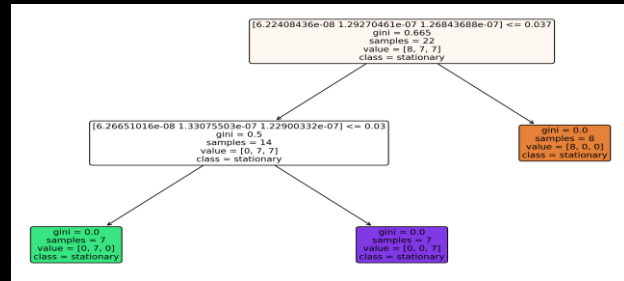 [6.22408436e-08 1.29270461e-07 1.26843688e-07] <= 0.037
gini = 0.665
samples = 22
value = [8, 7, 7]
class = stationary
[6.26651016e-08 1.33075503e-07 1.22900332e-07] <= 0.03
gini = 0.5
samples = 14
value = [0, 7, 7]
class = stationary
gini = 0.0
samples = 8
value = [8, 0, 0]
class = stationary
gini = 0.0
samples = 7
value = [0, 7, 0]
class = stationary
gini = 0.0
samples = 7
value = [0, 0, 7]
class = stationary